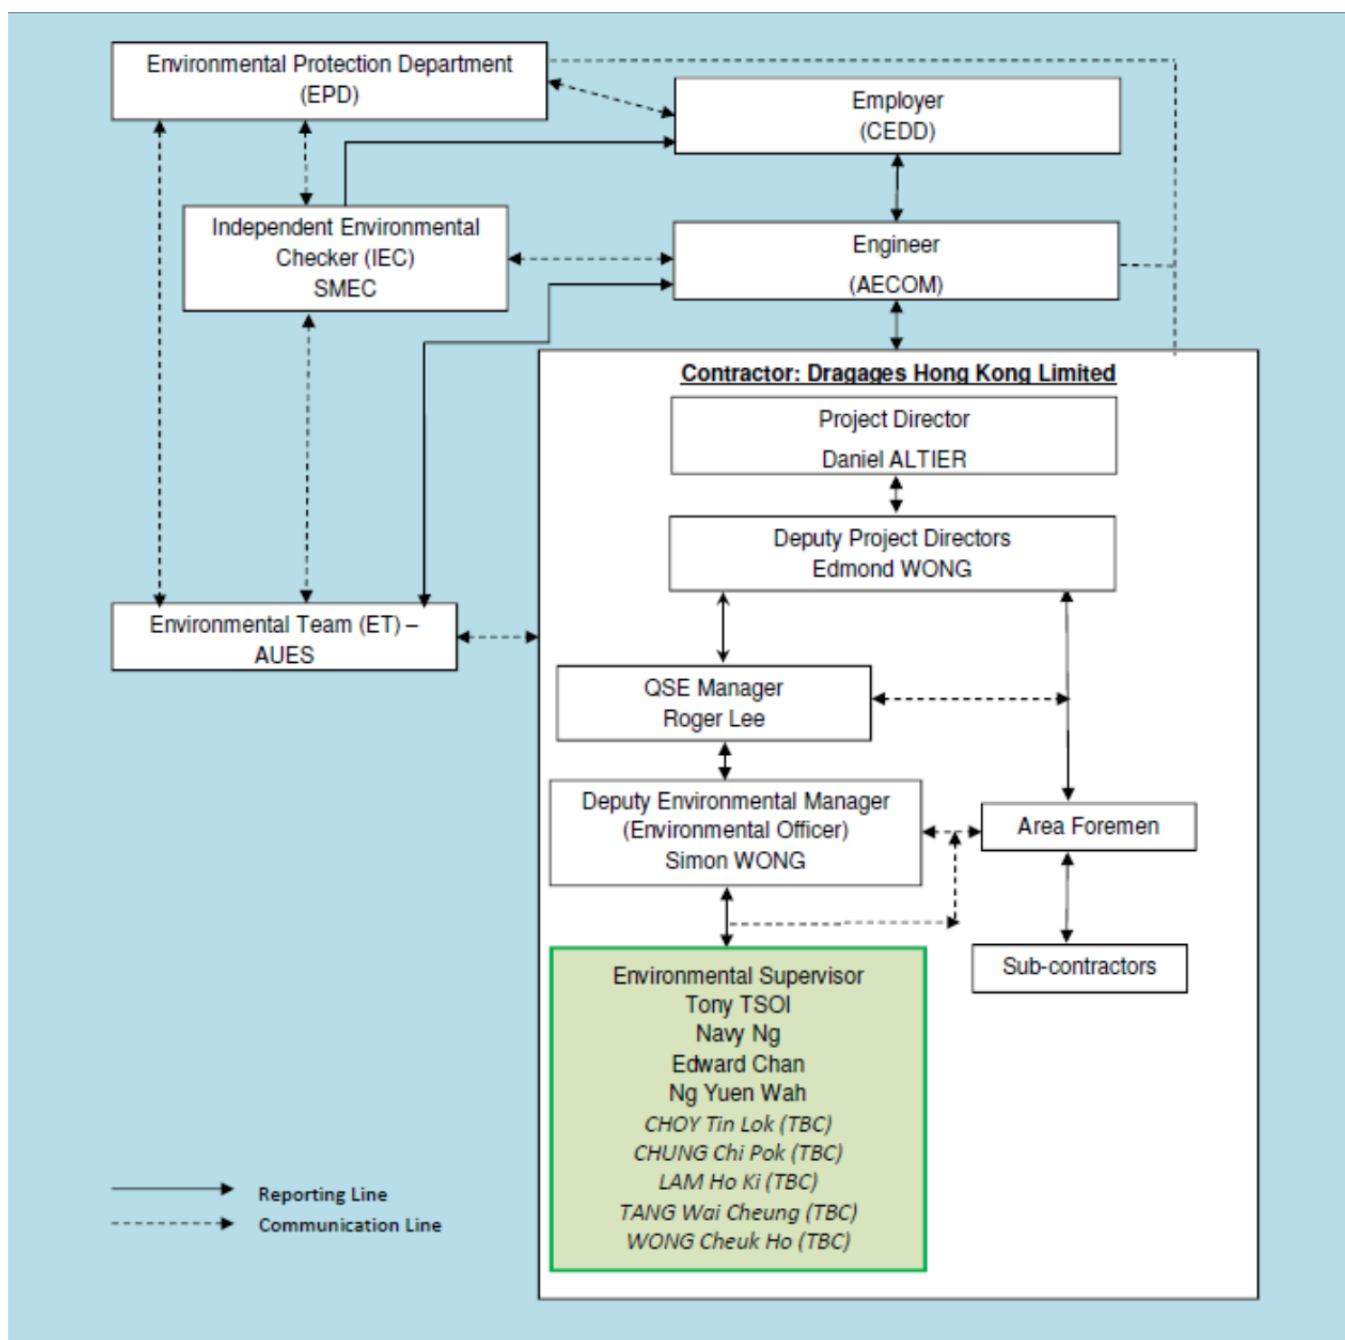 Environmental Protection Department
(EPD)
Employer
(CEDD)
Independent Environmental
Checker (IEC)
SMEC
Engineer
(AECOM)
Contractor: Dragages Hong Kong Limited
Project Director
Daniel ALTIER
Deputy Project Directors
Edmond WONG
Environmental Team (ET) –
AUES
QSE Manager
Roger Lee
Deputy Environmental Manager
(Environmental Officer)
Simon WONG
Area Foremen
Sub-contractors
Environmental Supervisor
Tony TSOI
Navy Ng
Edward Chan
Ng Yuen Wah
CHOY Tin Lok (TBC)
CHUNG Chi Pok (TBC)
LAM Ho Ki (TBC)
TANG Wai Cheung (TBC)
WONG Cheuk Ho (TBC)
Reporting Line
Communication Line